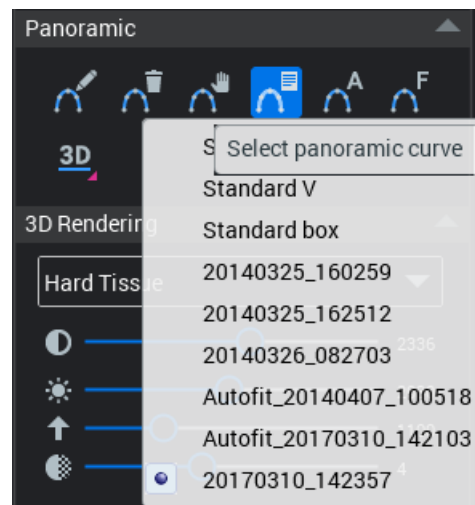 Panoramic
A
F
3D
S
Select panoramic curve
Standard V
3D Rendering
Standard box
Hard Tissue
20140325_160259
20140325_162512
2336
20140326_082703
Autofit_20140407_100518
Autofit_20170310_142103
20170310_142357
4